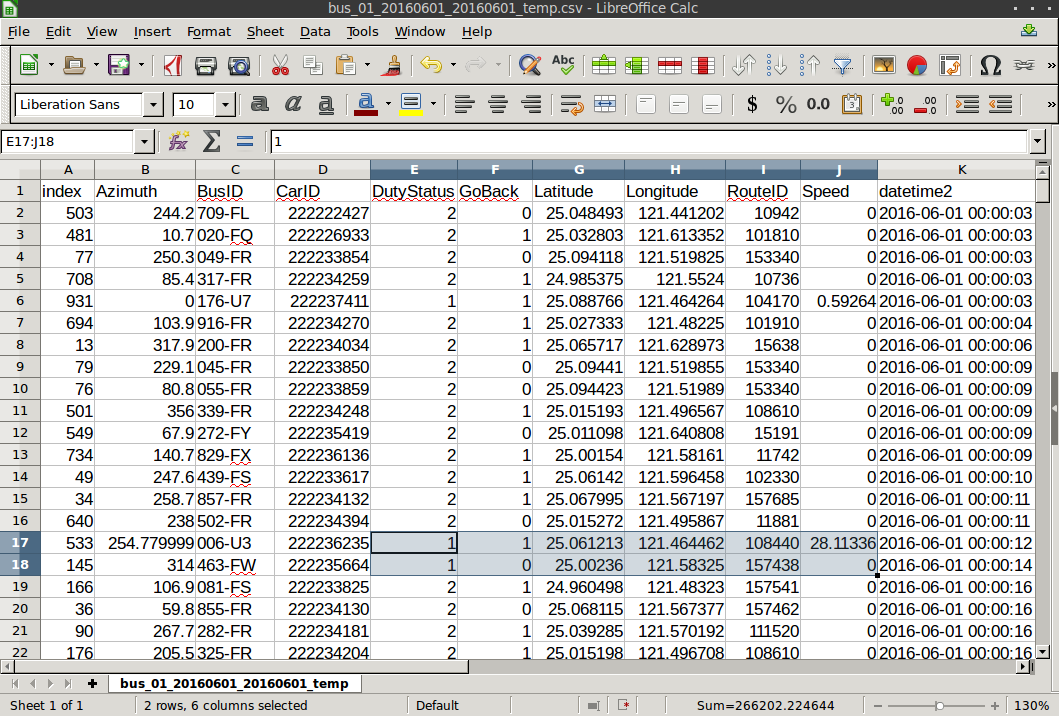 bus_01_20160601_20160601_temp.csv - LibreOffice Calc
File Edit View Insert Format Sheet Data Tools Window Help
Abc
Liberation Sans 10 a a a a $ % 0.0 3 0.00 0.00
E17:J18 fx Σ = 1
A B C D E F G H I J K
1 index Azimuth BusID CarID DutyStatus GoBack Latitude Longitude RouteID Speed datetime2
2 503 244.2 709-FL 222222427 2 0 25.048493 121.441202 10942 0 2016-06-01 00:00:03
3 481 10.7 020-FQ 222226933 2 1 25.032803 121.613352 101810 0 2016-06-01 00:00:03
4 77 250.3 049-FR 222233854 2 0 25.094118 121.519825 153340 0 2016-06-01 00:00:03
5 708 85.4 317-FR 222234259 2 1 24.985375 121.5524 10736 0 2016-06-01 00:00:03
6 931 0 176-U7 222237411 1 1 25.088766 121.464264 104170 0.59264 2016-06-01 00:00:03
7 694 103.9 916-FR 222234270 2 1 25.027333 121.48225 101910 0 2016-06-01 00:00:04
8 13 317.9 200-FR 222234034 2 1 25.065717 121.628973 15638 0 2016-06-01 00:00:06
9 79 229.1 045-FR 222233850 2 0 25.09441 121.519855 153340 0 2016-06-01 00:00:09
10 76 80.8 055-FR 222233859 2 0 25.094423 121.51989 153340 0 2016-06-01 00:00:09
11 501 356 339-FR 222234248 2 1 25.015193 121.496567 108610 0 2016-06-01 00:00:09
12 549 67.9 272-FY 222235419 2 0 25.011098 121.640808 15191 0 2016-06-01 00:00:09
13 734 140.7 829-FX 222236136 2 1 25.00154 121.58161 11742 0 2016-06-01 00:00:09
14 49 247.6 439-FS 222233617 2 1 25.06142 121.596458 102330 0 2016-06-01 00:00:10
15 34 258.7 857-FR 222234132 2 1 25.067995 121.567197 157685 0 2016-06-01 00:00:11
16 640 238 502-FR 222234394 2 0 25.015272 121.495867 11881 0 2016-06-01 00:00:11
17 533 254.779999 006-U3 222236235 1 1 25.061213 121.464462 108440 28.11336 2016-06-01 00:00:12
18 145 314 463-FW 222235664 1 0 25.00236 121.58325 157438 0 2016-06-01 00:00:14
19 166 106.9 081-FS 222233825 2 1 24.960498 121.48323 157541 0 2016-06-01 00:00:16
20 36 59.8 855-FR 222234130 2 0 25.068115 121.567377 157462 0 2016-06-01 00:00:16
21 90 267.7 282-FR 222234181 2 1 25.039285 121.570192 111520 0 2016-06-01 00:00:16
22 176 205.5 325-FR 222234204 2 1 25.015198 121.496708 108610 0 2016-06-01 00:00:16
bus_01_20160601_20160601_temp
Sheet 1 of 1 2 rows, 6 columns selected Default Sum=266202.224644 130%